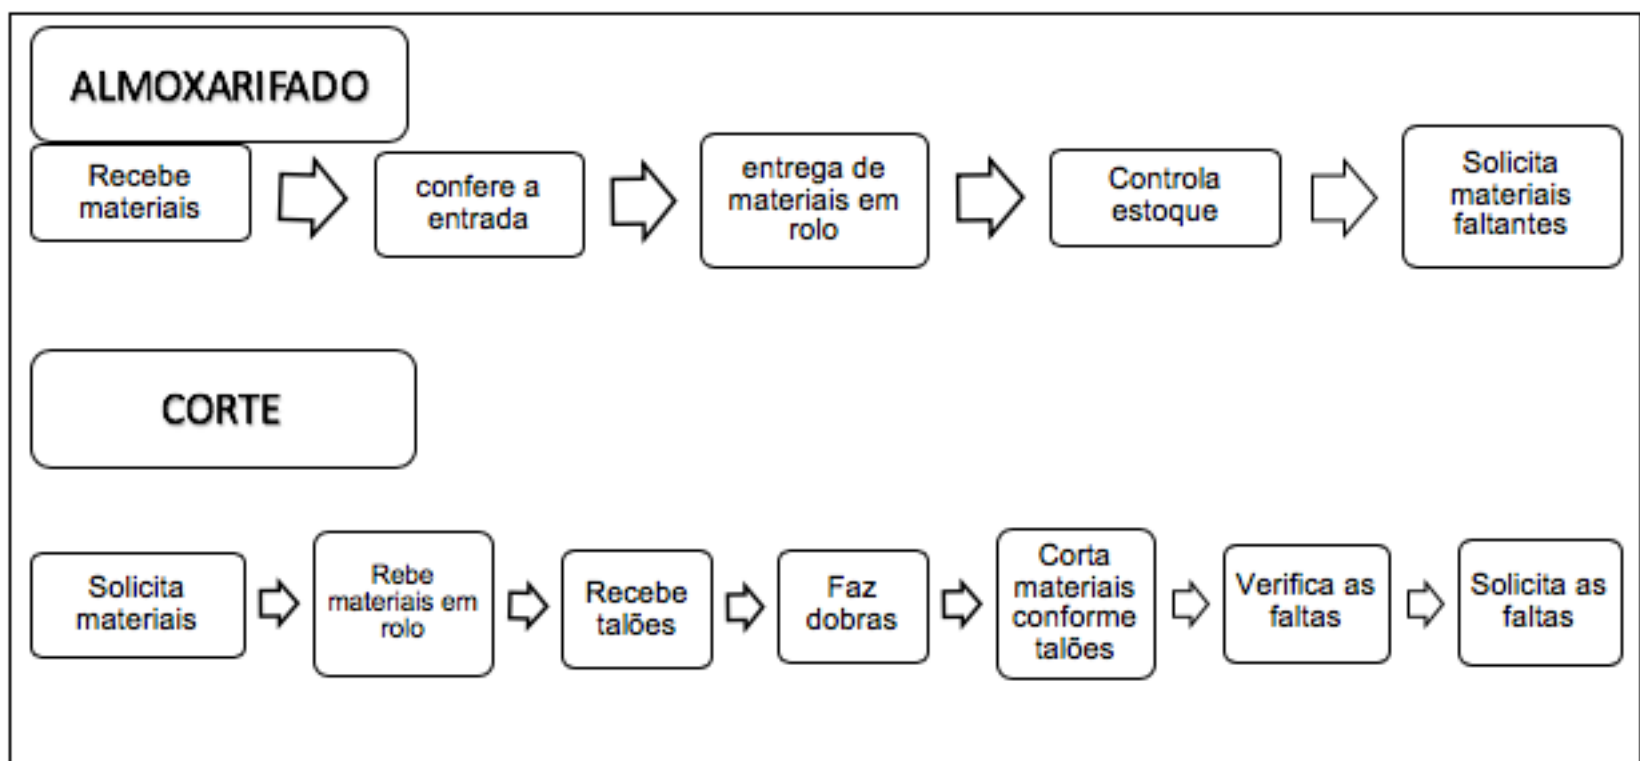 ALMOXARIFADO
Recebe
materiais
confere a
entrada
entrega de
materiais em
rolo
Controla
estoque
Solicita
materiais
faltantes
CORTE
Solicita
materiais
Rebe
materiais em
rolo
Recebe
talões
Faz
dobras
Corta
materiais
conforme
talões
Verifica as
faltas
Solicita as
faltas